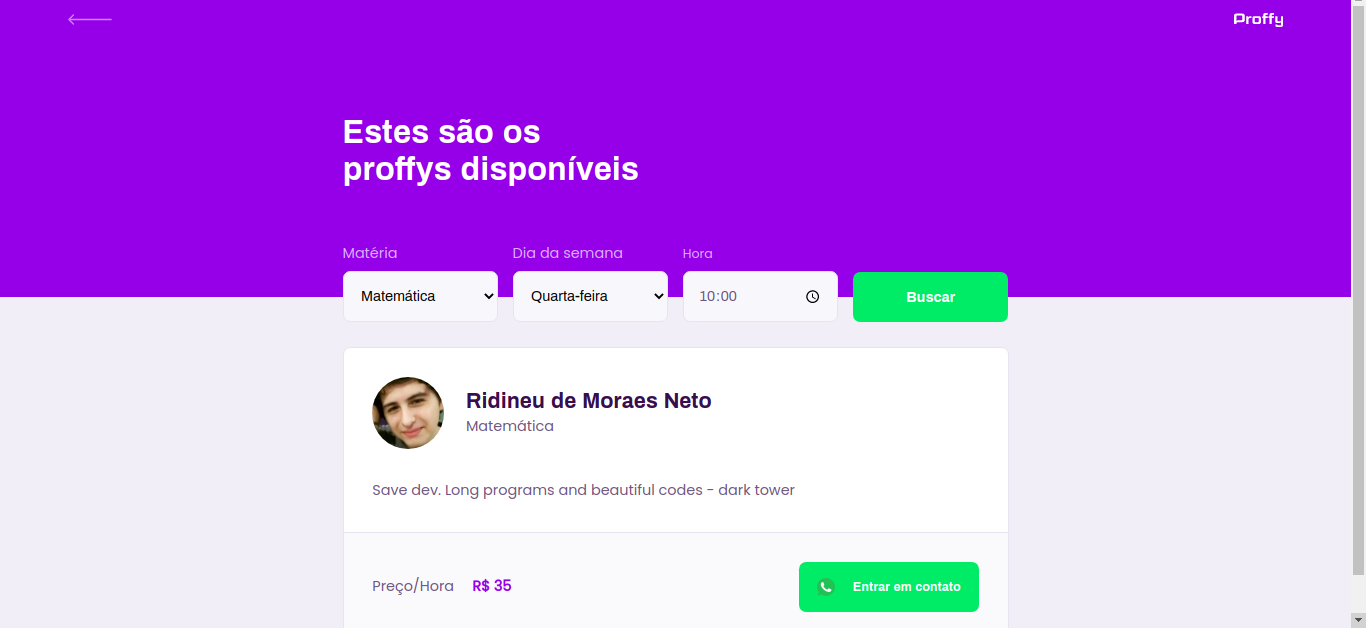 Proffy
Estes são os
proffys disponíveis
Matéria
Dia da semana
Hora
Matemática
Quarta-feira
10:00
Buscar
Ridineu de Moraes Neto
Matemática
Save dev. Long programs and beautiful codes - dark tower
Preço/Hora R$ 35
Entrar em contato